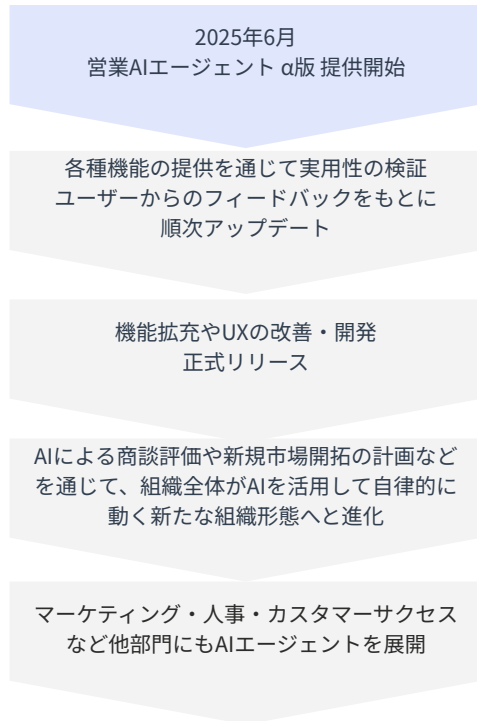 2025年6月
営業AIエージェント α版 提供開始
各種機能の提供を通じて実用性の検証
ユーザーからのフィードバックをもとに
順次アップデート
機能拡充やUXの改善・開発
正式リリース
AIによる商談評価や新規市場開拓の計画など
を通じて、組織全体がAIを活用して自律的に
動く新たな組織形態へと進化
マーケティング・人事・カスタマーサクセス
など他部門にもAIエージェントを展開